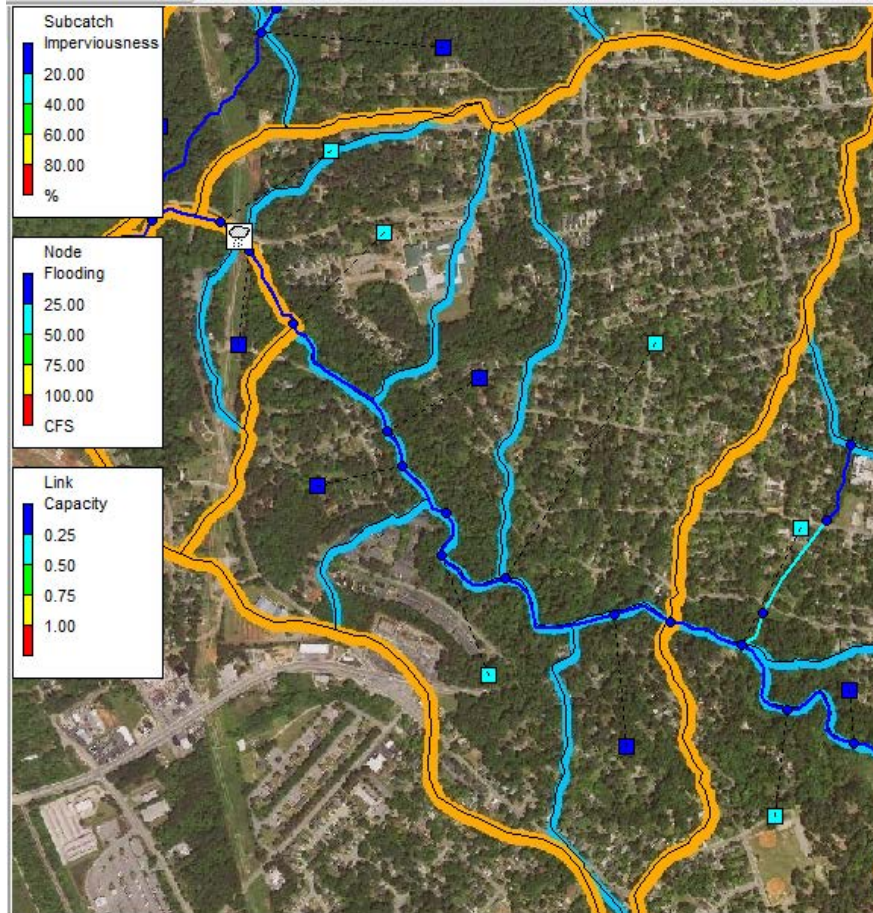 Subcatch
Imperviousness
20.00
40.00
60.00
80.00
%
Node
Flooding
25.00
50.00
75.00
100.00
CFS
Link
Capacity
0.25
0.50
0.75
1.00